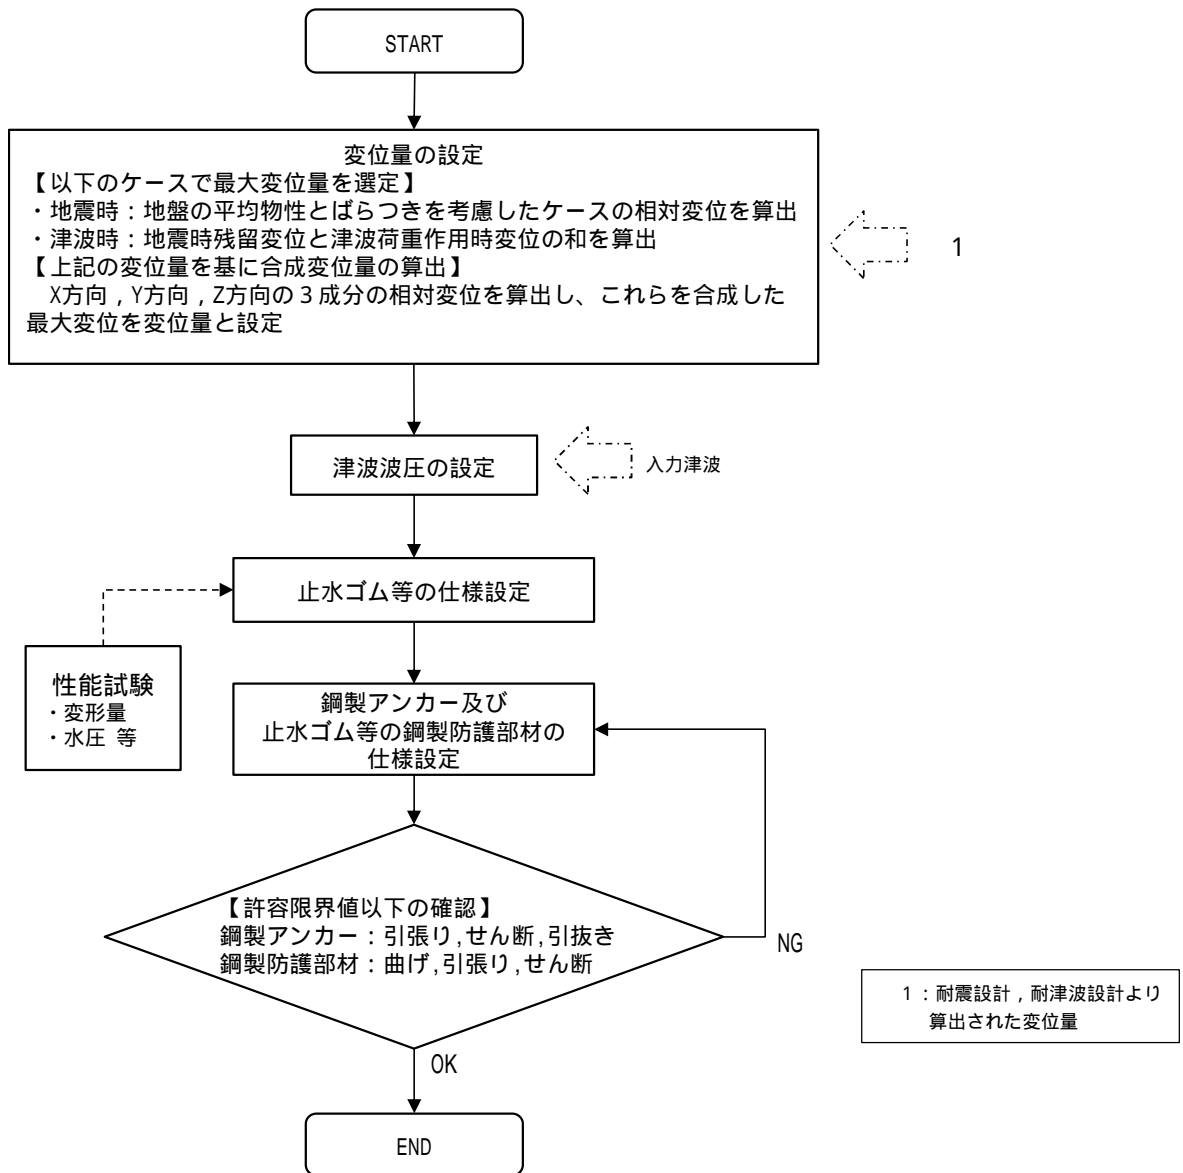 START
変位量の設定
【以下のケースで最大変位量を選定】
・地震時：地盤の平均物性とばらつきを考慮したケースの相対変位を算出
・津波時：地震時残留変位と津波荷重作用時変位の和を算出
【上記の変位量を基に合成変位量の算出】
X方向，Y方向，Z方向の３成分の相対変位を算出し、これらを合成した
最大変位を変位量と設定
1
津波波圧の設定
入力津波
止水ゴム等の仕様設定
性能試験
・変形量
・水圧 等
鋼製アンカー及び
止水ゴム等の鋼製防護部材の
仕様設定
【許容限界値以下の確認】
鋼製アンカー：引張り,せん断,引抜き
鋼製防護部材：曲げ,引張り,せん断
NG
1：耐震設計，耐津波設計より
算出された変位量
OK
END